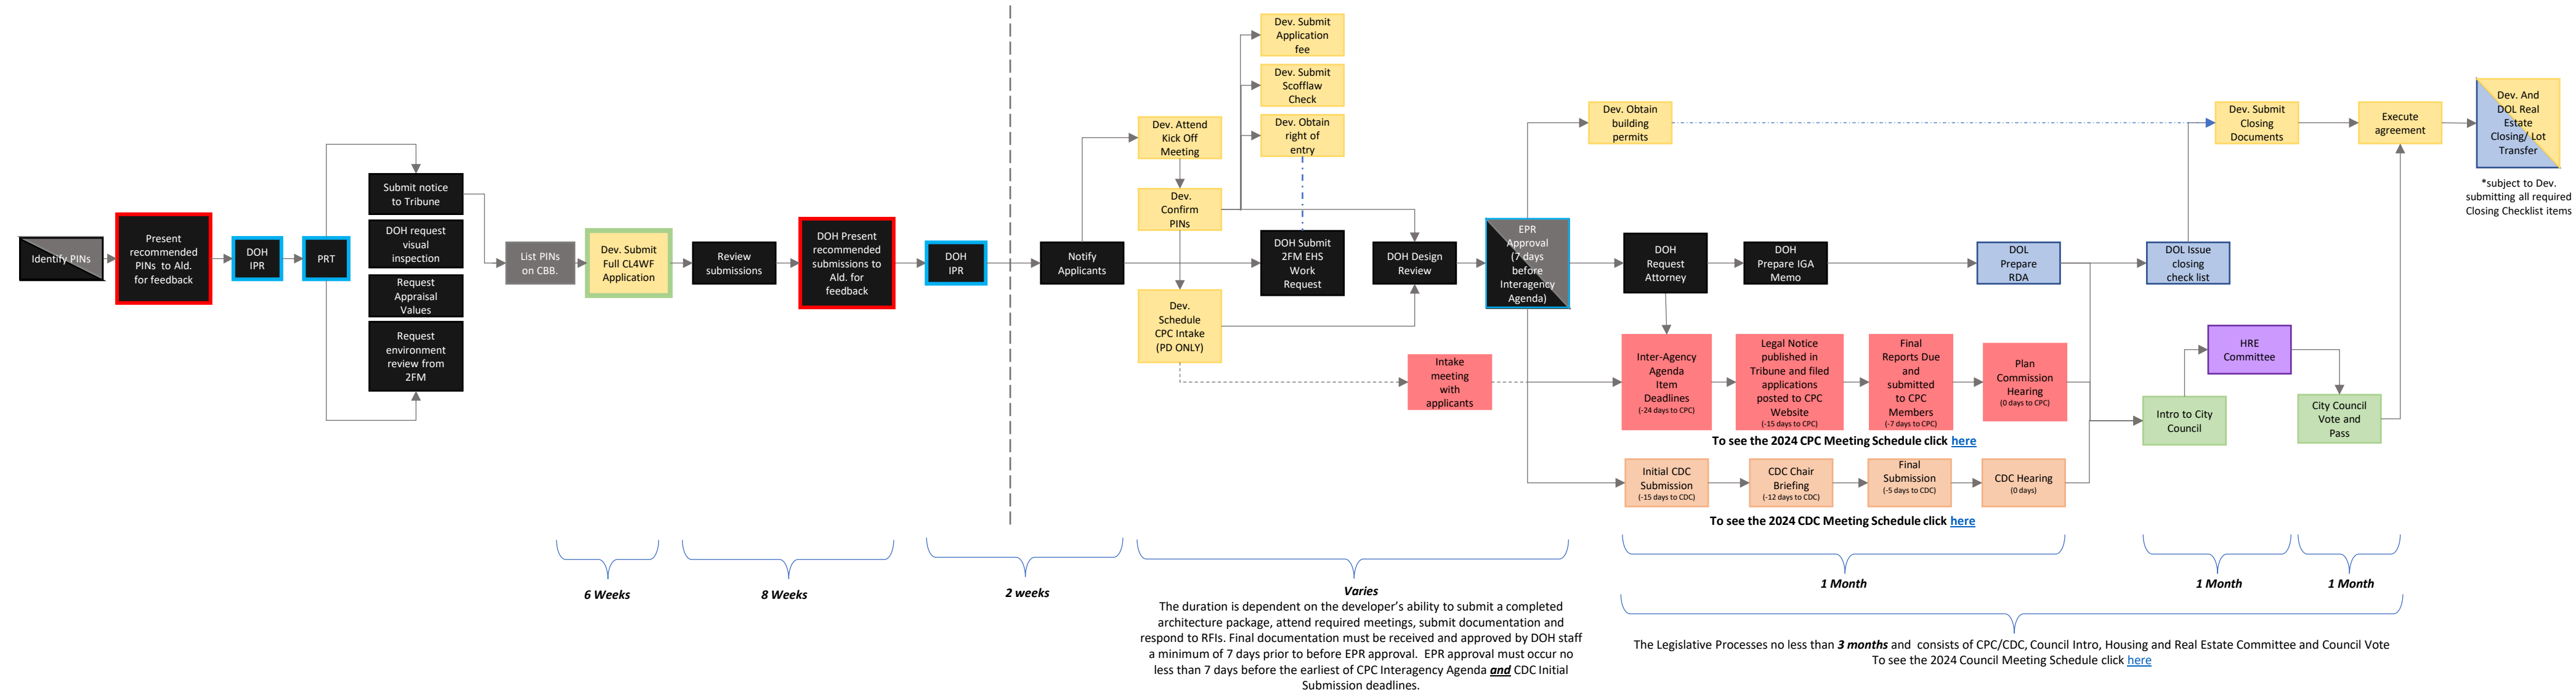 Identify PINs
Present
recommended
PINs to Ald.
for feedback
DOH
IPR
PRT
Submit notice
to Tribune
DOH request
visual
inspection
Request
Appraisal
Values
Request
environment
review from
2FM
List PINs
on CBB.
Dev. Submit
Full CL4WF
Application
Review
submissions
DOH Present
recommended
submissions to
Ald. for
feedback
DOH
IPR
Notify
Applicants
Dev. Attend
Kick Off
Meeting
Dev.
Confirm
PINs
Dev.
Schedule
CPC Intake
(PD ONLY)
Dev. Submit
Application
fee
Dev. Submit
Scofflaw
Check
Dev. Obtain
right of
entry
DOH Submit
2FM EHS
Work
Request
DOH Design
Review
Intake
meeting
with
applicants
EPR
Approval
(7 days
before
Interagency
Agenda)
Dev. Obtain
building
permits
DOH
Request
Attorney
DOH
Prepare IGA
Memo
DOL
Prepare
RDA
DOL Issue
closing
check list
Dev. Submit
Closing
Documents
Execute
agreement
Dev. And
DOL Real
Estate
Closing/ Lot
Transfer
*subject to Dev.
submitting all required
Closing Checklist items
Inter-Agency
Agenda
Item
Deadlines
(-24 days to CPC)
Legal Notice
published in
Tribune and filed
applications
posted to CPC
Website
(-15 days to CPC)
Final
Reports Due
and
submitted
to CPC
Members
(-7 days to CPC)
Plan
Commission
Hearing
(0 days to CPC)
To see the 2024 CPC Meeting Schedule click here
HRE
Committee
Intro to City
Council
City Council
Vote and
Pass
Initial CDC
Submission
(-15 days to CDC)
CDC Chair
Briefing
(-12 days to CDC)
Final
Submission
(-5 days to CDC)
CDC Hearing
(0 days)
To see the 2024 CDC Meeting Schedule click here
6 Weeks
8 Weeks
2 weeks
Varies
The duration is dependent on the developer's ability to submit a completed
architecture package, attend required meetings, submit documentation and
respond to RFIs. Final documentation must be received and approved by DOH staff
a minimum of 7 days prior to before EPR approval. EPR approval must occur no
less than 7 days before the earliest of CPC Interagency Agenda and CDC Initial
Submission deadlines.
1 Month
1 Month
1 Month
The Legislative Processes no less than 3 months and consists of CPC/CDC, Council Intro, Housing and Real Estate Committee and Council Vote
To see the 2024 Council Meeting Schedule click here